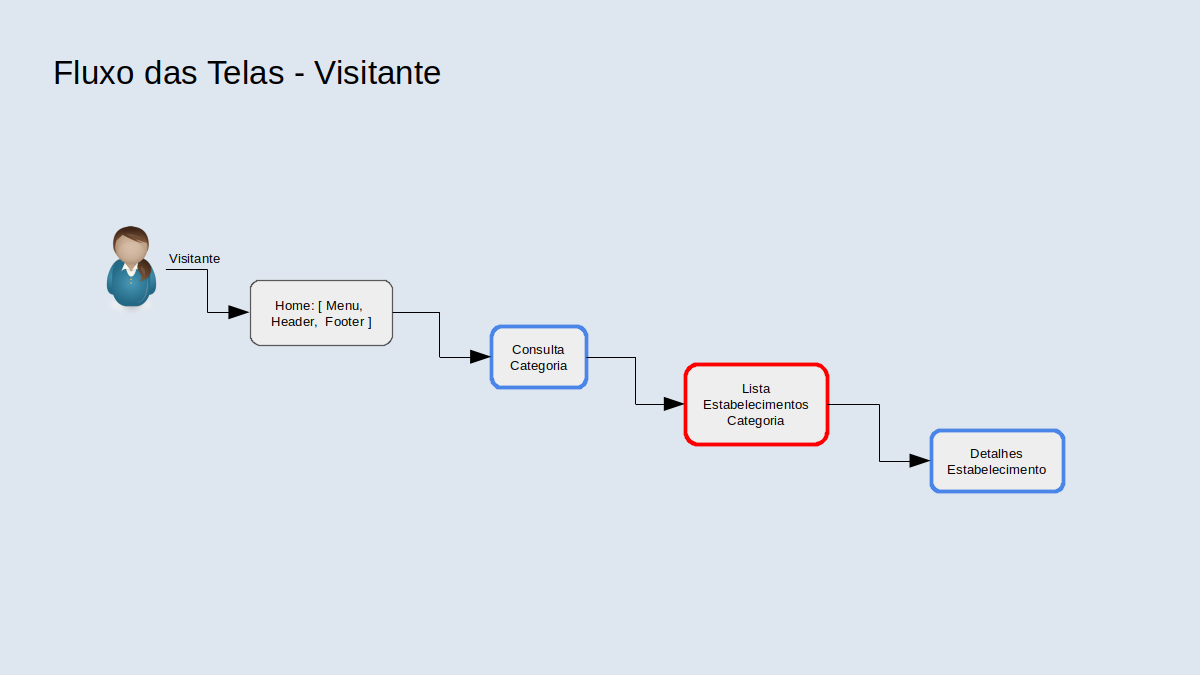 Fluxo das Telas - Visitante
Visitante
Home: [ Menu,
Header,  Footer ]
Consulta
Categoria
Lista
Estabelecimentos
Categoria
Detalhes
Estabelecimento